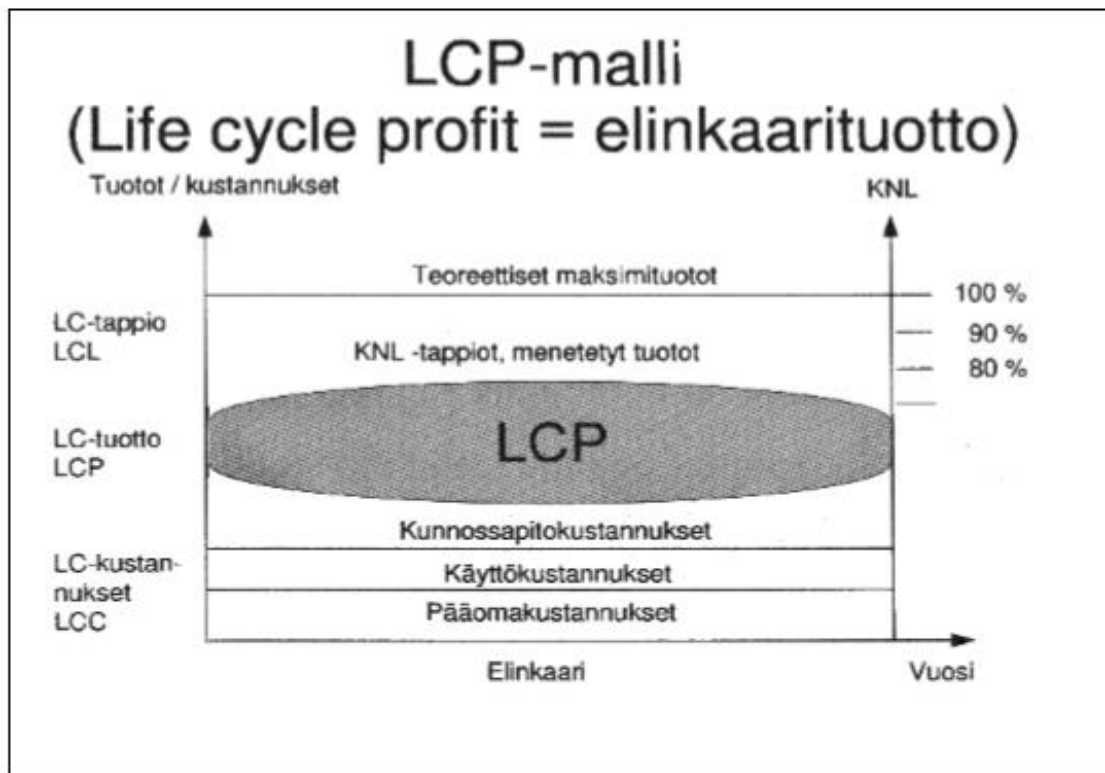 LCP-malli
(Life cycle profit = elinkaarituotto)
Tuotot / kustannukset
KNL
Teoreettiset maksimituotot
100 %
LC-tappio
LCL
90 %
KNL -tappiot, menetetyt tuotot
80 %
LC-tuotto
LCP
LCP
Kunnossapitokustannukset
LC-kustan-
nukset
LCC
Käyttökustannukset
Pääomakustannukset
Elinkaari
Vuosi